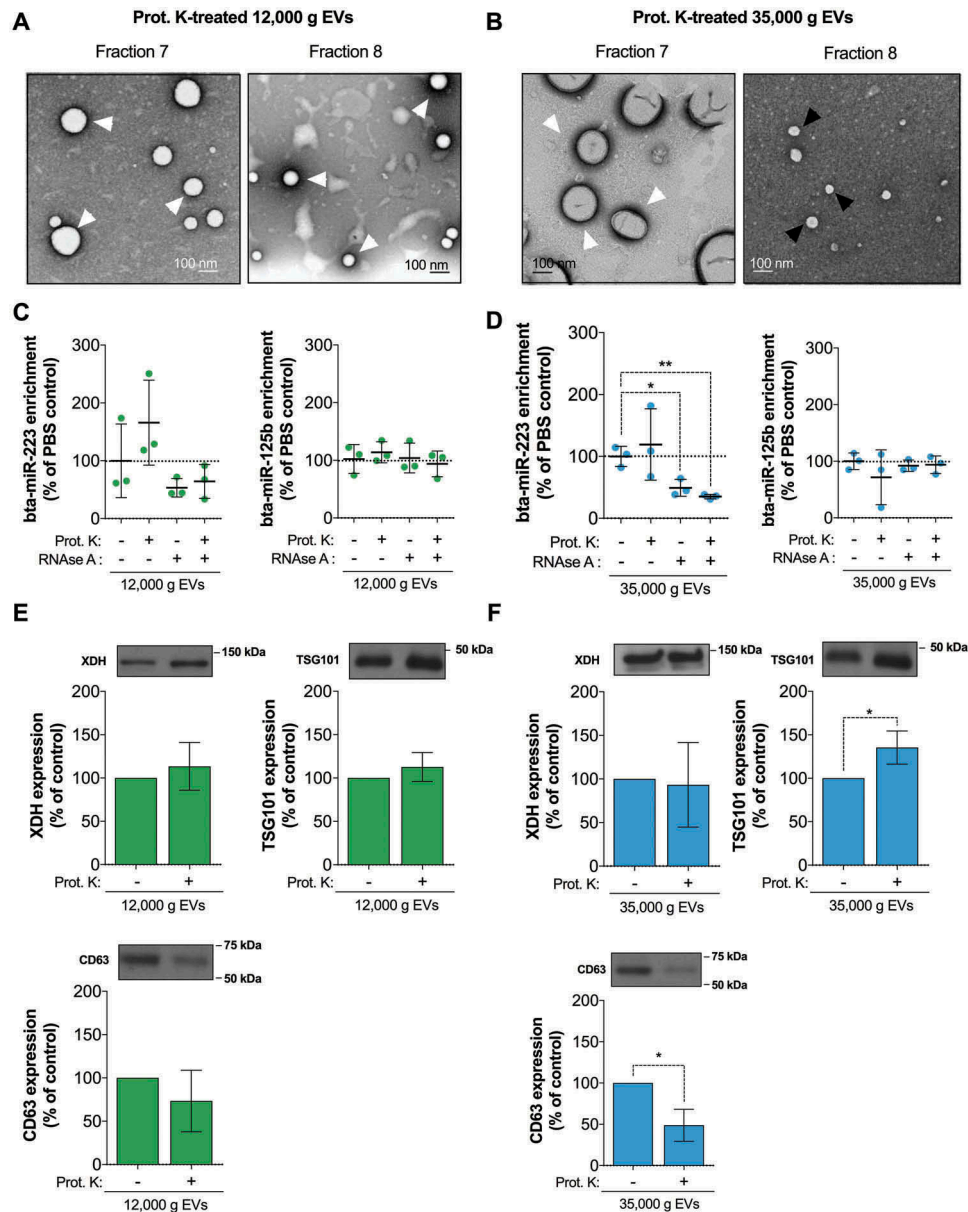 A
Prot. K-treated 12,000 g EVs
Fraction 7
Fraction 8
100 nm
100 nm
B
Prot. K-treated 35,000 g EVs
Fraction 7
Fraction 8
100 nm
100 nm
C
bta-miR-223 enrichment
(% of PBS control)
300
200
100
0
Prot. K: - + - +
RNAse A : - - + +
12,000 g EVs
bta-miR-125b enrichment
(% of PBS control)
300
200
100
0
- + - +
- - + +
12,000 g EVs
D
bta-miR-223 enrichment
(% of PBS control)
300
200
100
0
*
**
Prot. K: - + - +
RNAse A : - - + +
35,000 g EVs
bta-miR-125b enrichment
(% of PBS control)
300
200
100
0
- + - +
- - + +
35,000 g EVs
E
XDH
150 kDa
XDH expression
(% of control)
200
150
100
50
0
Prot. K: - +
12,000 g EVs
TSG101
50 kDa
TSG101 expression
(% of control)
200
150
100
50
0
Prot. K: - +
12,000 g EVs
CD63
75 kDa
50 kDa
CD63 expression
(% of control)
200
150
100
50
0
Prot. K: - +
12,000 g EVs
F
XDH
150 kDa
XDH expression
(% of control)
200
150
100
50
0
Prot. K: - +
35,000 g EVs
TSG101
50 kDa
TSG101 expression
(% of control)
200
150
100
50
0
*
Prot. K: - +
35,000 g EVs
CD63
75 kDa
50 kDa
CD63 expression
(% of control)
200
150
100
50
0
*
Prot. K: - +
35,000 g EVs